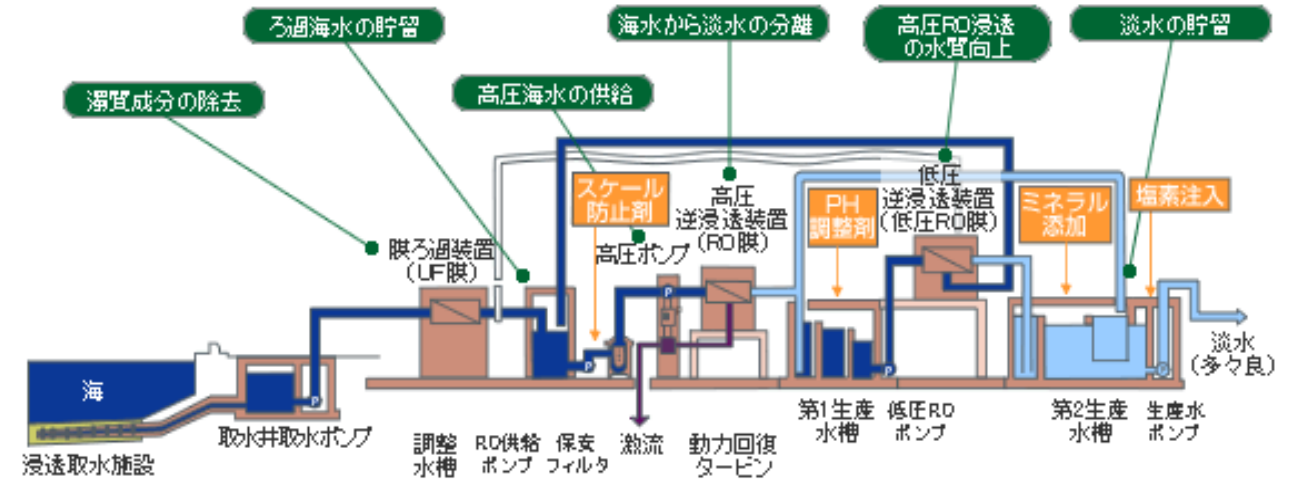 ろ過海水の貯留
海水から淡水の分離
高圧RO浸透
の水質向上
淡水の貯留
濁質成分の除去
高圧海水の供給
スケール
防止剤
高圧
逆浸透装置
(RO膜)
PH
調整剤
低圧
逆浸透装置
(低圧RO膜)
ミネラル
添加
塩素注入
膜ろ過装置
(UF膜)
高圧ポンプ
P
P
P
P
P
海
淡水
(多々良)
取水井取水ポンプ
浸透取水施設
調整
水槽
RO供給
ポンプ
保安
フィルタ
激流
動力回復
タービン
第1生産
水槽
低圧RO
ポンプ
第2生産
水槽
生産水
ポンプ